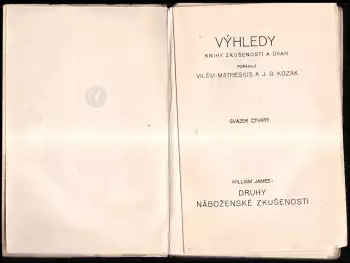 VÝHLEDY
KNIHY ZKUŠENOSTI A ÚVAH
POŘÁDAJÍ
VILÉM MATHESIUS A J. B. KOZÁK
SVAZEK ČTVRTÝ
WILLIAM JAMES:
DRUHY
NÁBOŽENSKÉ ZKUŠENOSTI